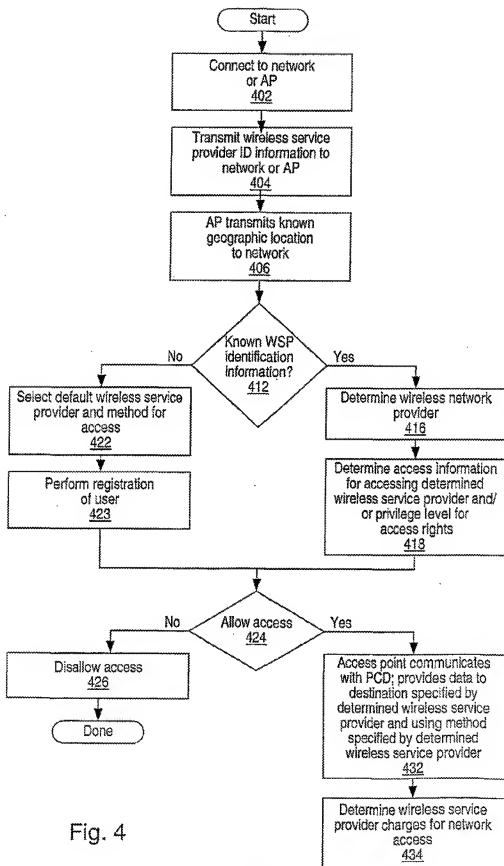 Start
Connect to network
or AP
402
Transmit wireless service
provider ID information to
network or AP
404
AP transmits known
geographic location
to network
406
Known WSP
identification
information?
412
No
Yes
Select default wireless service
provider and method for
access
422
Perform registration
of user
423
Determine wireless network
provider
416
Determine access information
for accessing determined
wireless service provider and/
or privilege level for
access rights
418
Allow access
424
No
Yes
Disallow access
426
Done
Access point communicates
with PCD; provides data to
destination specified by
determined wireless service
provider and using method
specified by determined
wireless service provider
432
Determine wireless service
provider charges for network
access
434
Fig. 4